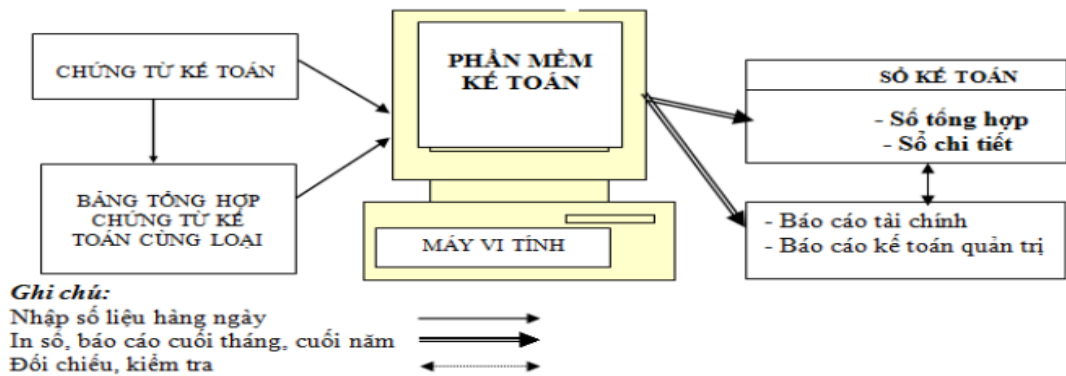 CHỨNG TỪ KẾ TOÁN
BẢNG TỔNG HỢP
CHỨNG TỪ KẾ
TOÁN CÙNG LOẠI
PHẦN MỀM
KẾ TOÁN
MÁY VI TÍNH
SỔ KẾ TOÁN
- Sổ tổng hợp
- Sổ chi tiết
- Báo cáo tài chính
- Báo cáo kế toán quản trị
Ghi chú:
Nhập số liệu hàng ngày
In sổ, báo cáo cuối tháng, cuối năm
Đối chiếu, kiểm tra